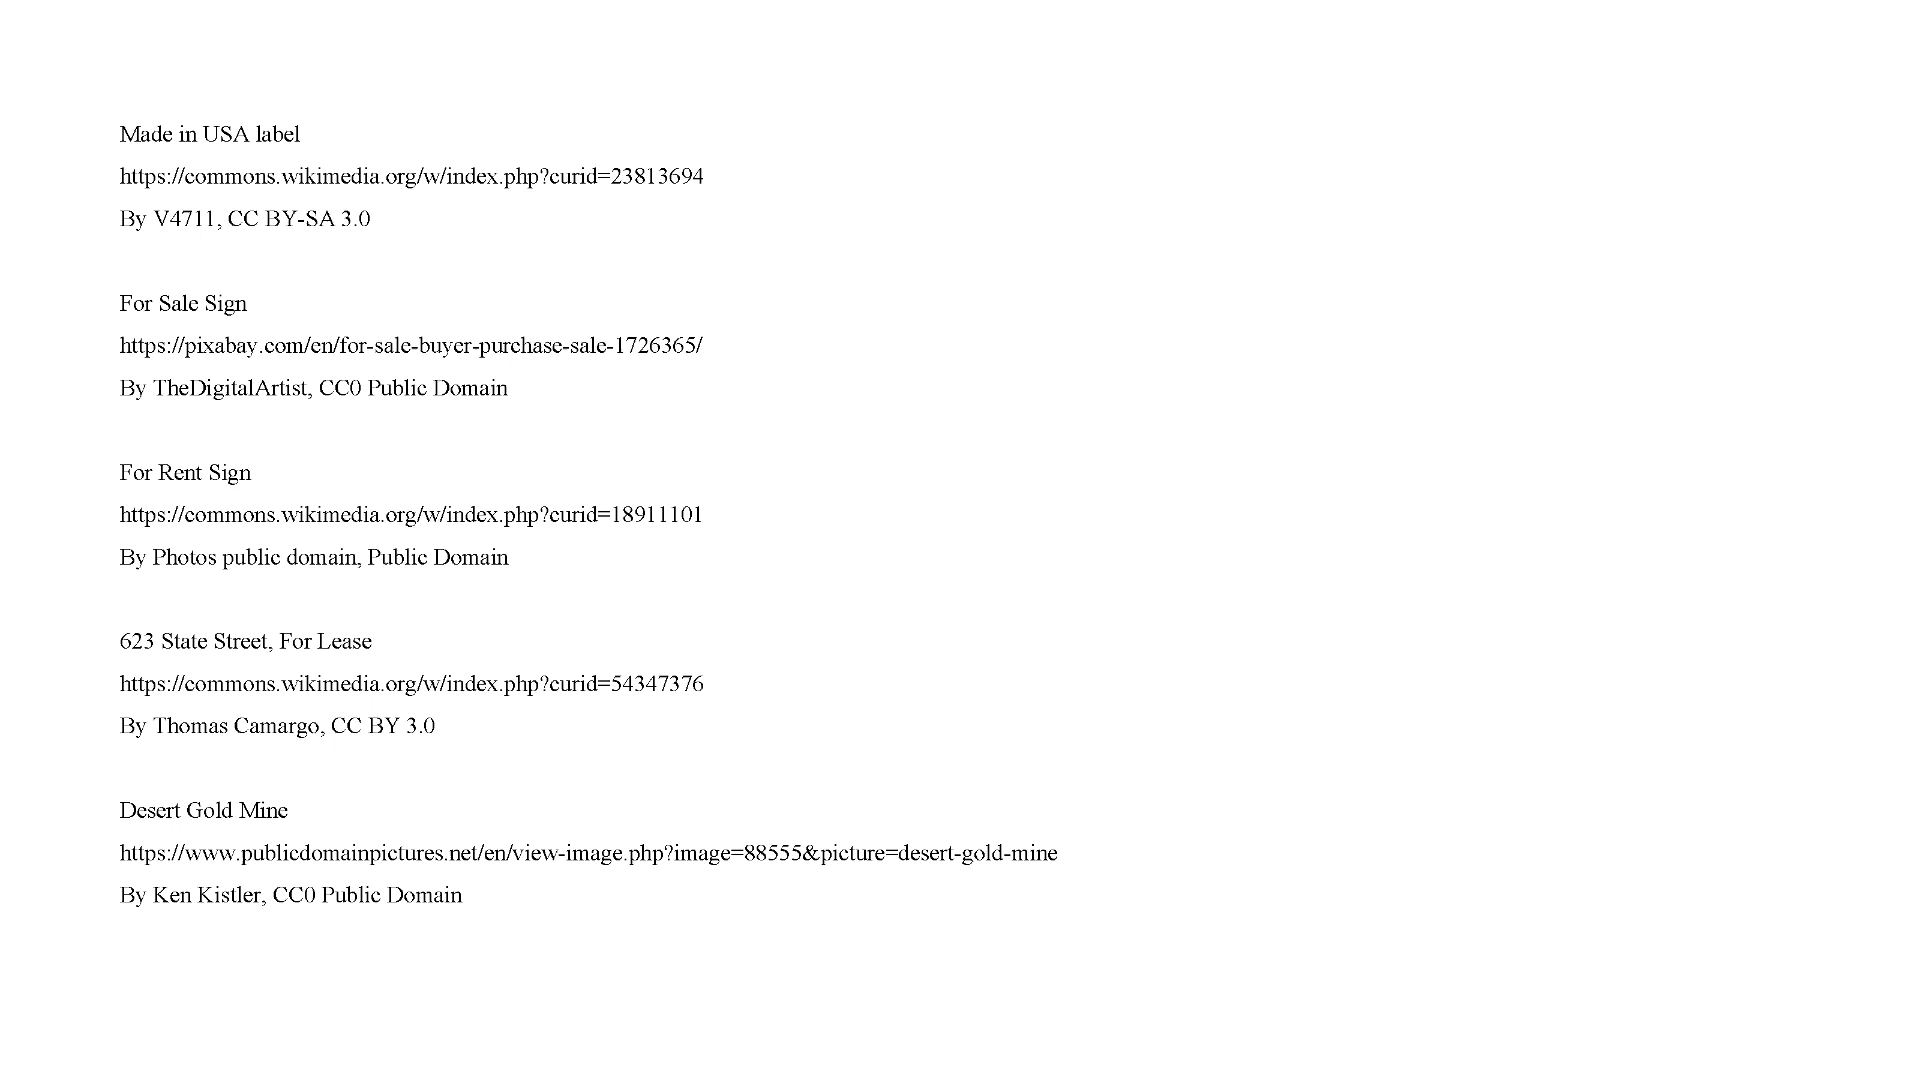 Made in USA label
https://commons.wikimedia.org/w/index.php?curid=23813694
By V4711, CC BY-SA 3.0
For Sale Sign
https://pixabay.com/en/for-sale-buyer-purchase-sale-1726365/
By TheDigitalArtist, CC0 Public Domain
For Rent Sign
https://commons.wikimedia.org/w/index.php?curid=18911101
By Photos public domain, Public Domain
623 State Street, For Lease
https://commons.wikimedia.org/w/index.php?curid=54347376
By Thomas Camargo, CC BY 3.0
Desert Gold Mine
https://www.publicdomainpictures.net/en/view-image.php?image=88555&picture=desert-gold-mine
By Ken Kistler, CC0 Public Domain